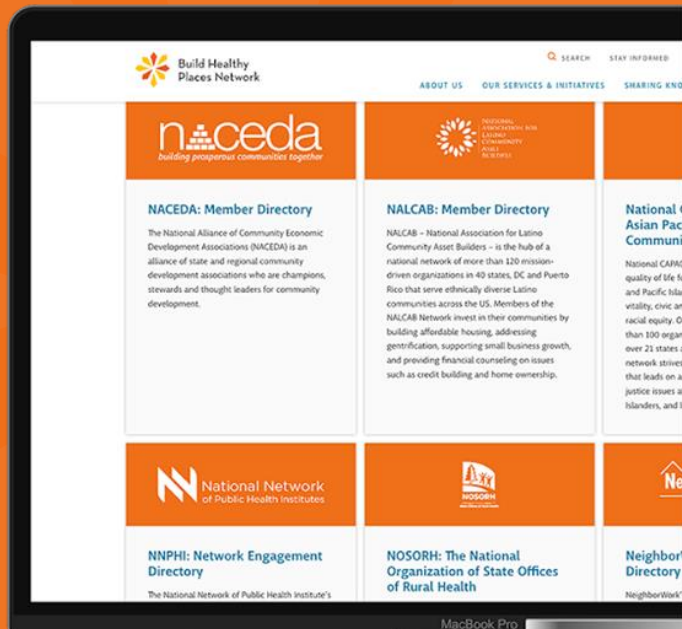 Build Healthy
Places Network
SEARCH
STAY INFORMED
ABOUT US
OUR SERVICES & INITIATIVES
SHARING KNO
naceda
building prosperous communities together
NATIONAL
ASSOCIATION FOR
LATINO
COMMUNITY
ASSET
BUILDERS
NACEDA: Member Directory
The National Alliance of Community Economic
Development Associations (NACEDA) is an
alliance of state and regional community
development associations who are champions,
stewards and thought leaders for community
development.
NALCAB: Member Directory
NALCAB – National Association for Latino
Community Asset Builders – is the hub of a
national network of more than 120 mission-
driven organizations in 40 states, DC and Puerto
Rico that serve ethnically diverse Latino
communities across the US. Members of the
NALCAB Network invest in their communities by
building affordable housing, addressing
gentrification, supporting small business growth,
and providing financial counseling on issues
such as credit building and home ownership.
National
Asian Pac
Communi
National CAPA
quality of life f
and Pacific Isla
vitality, civic an
racial equity. O
than 100 organ
over 21 states a
network strives
that leads on a
justice issues a
Islanders, and
National Network
of Public Health Institutes
NOSORH
Ne
NNPHI: Network Engagement
Directory
The National Network of Public Health Institute's
NOSORH: The National
Organization of State Offices
of Rural Health
Neighbor
Directory
NeighborWork'
MacBook Pro